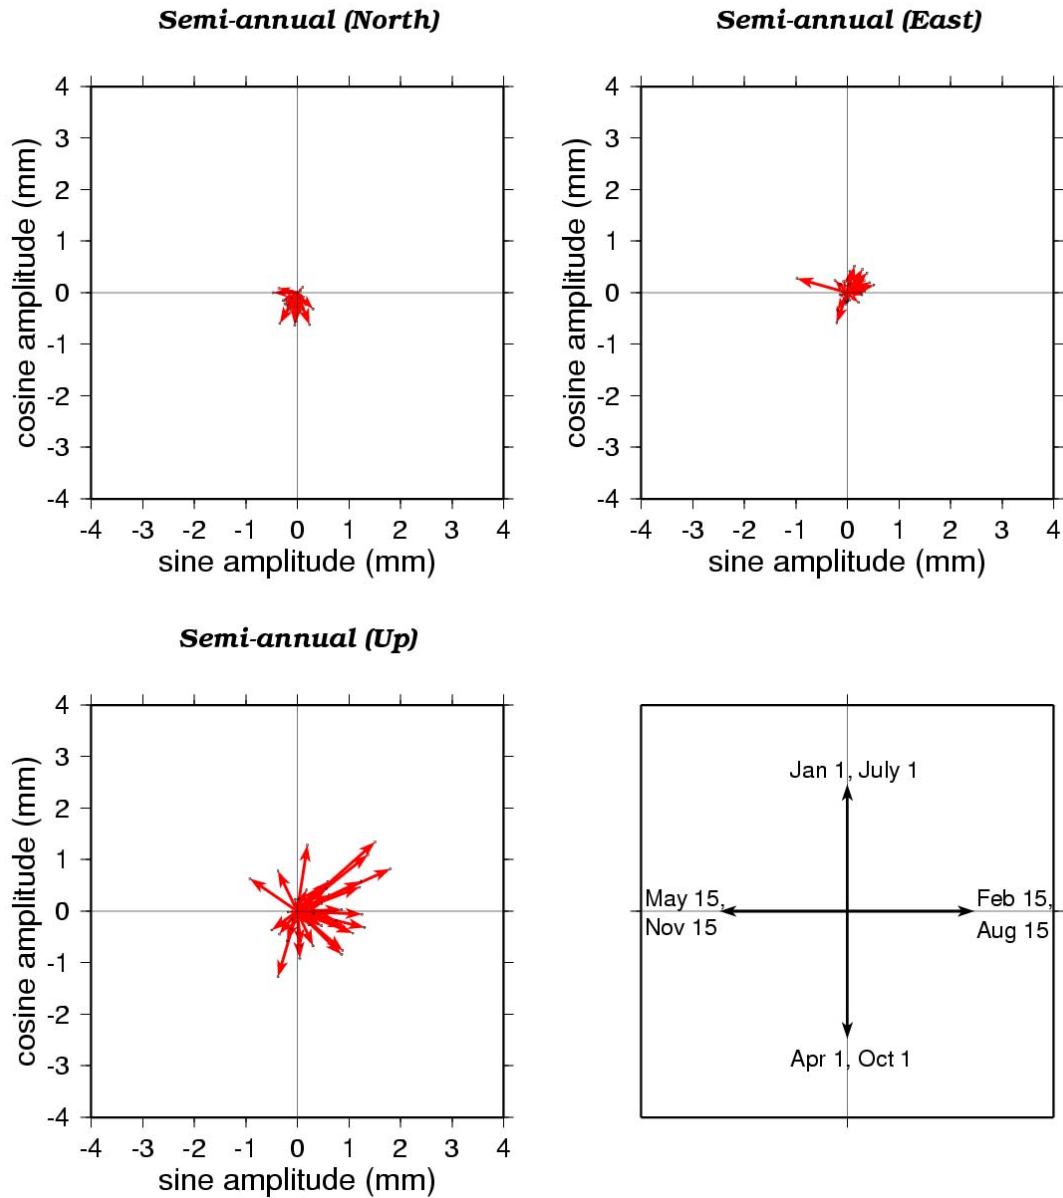 Semi-annual (North)
4
3
2
1
0
-1
-2
-3
-4
cosine amplitude (mm)
-4 -3 -2 -1 0 1 2 3 4
sine amplitude (mm)
Semi-annual (East)
4
3
2
1
0
-1
-2
-3
-4
cosine amplitude (mm)
-4 -3 -2 -1 0 1 2 3 4
sine amplitude (mm)
Semi-annual (Up)
4
3
2
1
0
-1
-2
-3
-4
cosine amplitude (mm)
-4 -3 -2 -1 0 1 2 3 4
sine amplitude (mm)
Jan 1, July 1
May 15,
Nov 15
Feb 15,
Aug 15
Apr 1, Oct 1